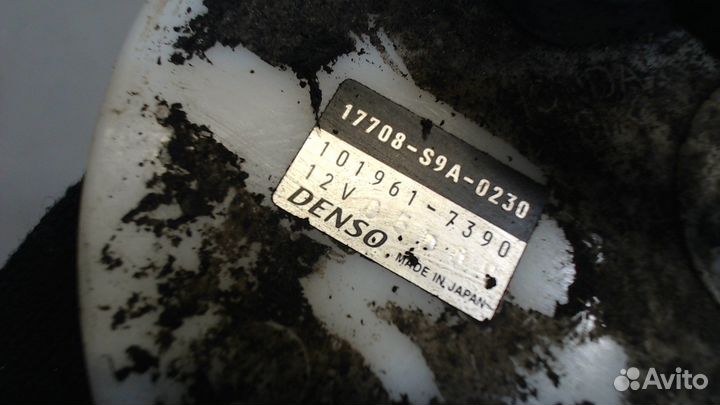 17708-S9A-0230
101961-7390
12V
DENSO
MADE IN JAPAN
Avito